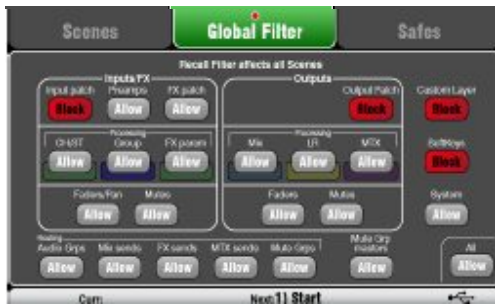 Scenes Global Filter Safes
Recall Filter affects all Scenes
Inputs/FX Outputs
Input patch Preamps FX patch Output Patch Custom Layer
Block Allow Allow Block Block
Processing Processing
CH/ST Group FX param Mix LR MTX SoftKeys
Allow Allow Allow Allow Allow Allow Block
Faders/Pan Mutes Faders Mutes System
Allow Allow Allow Allow Allow
Routing
Audio Grps Mix sends FX sends MTX sends Mute Grps Mute Grp masters All
Allow Allow Allow Allow Allow Allow Allow
Curr: Next:1) Start